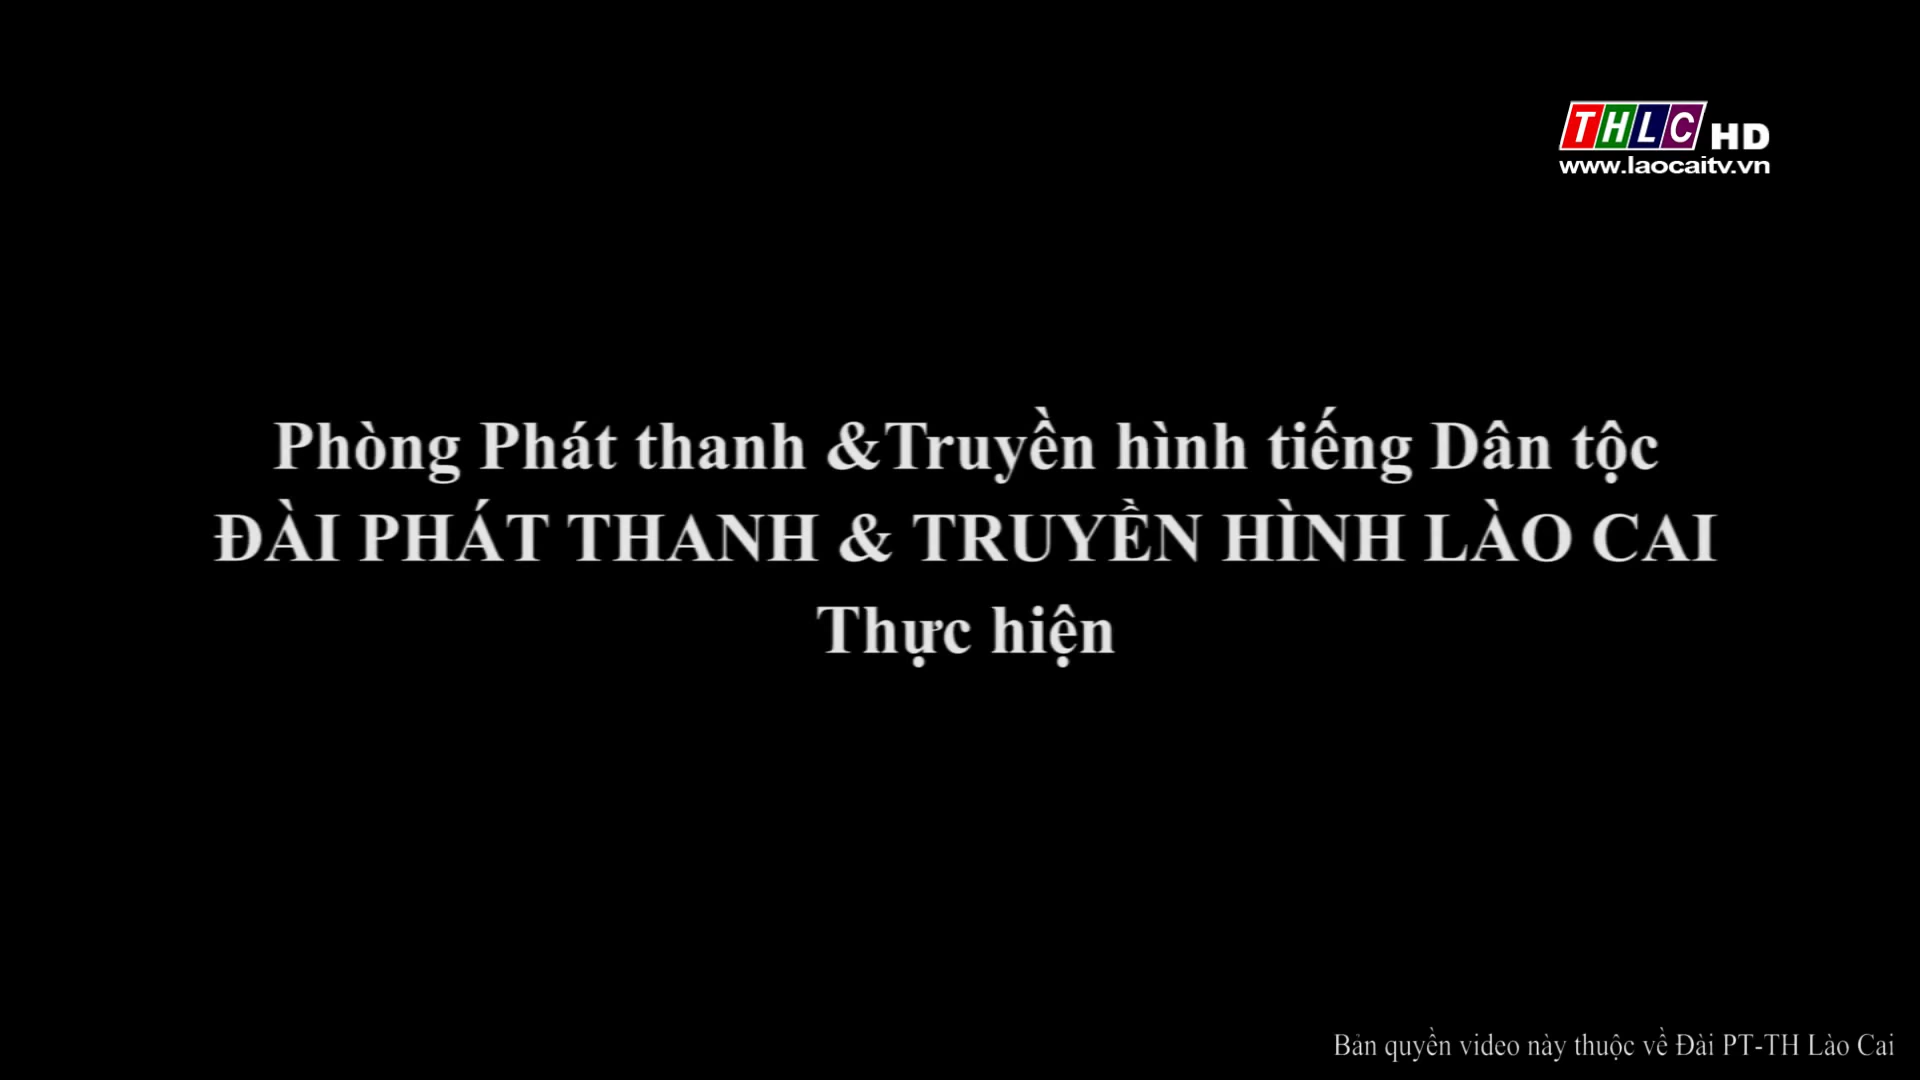 THLC HD
www.laocaitv.vn
Phòng Phát thanh &Truyền hình tiếng Dân tộc
ĐÀI PHÁT THANH & TRUYỀN HÌNH LÀO CAI
Thực hiện
Bản quyền video này thuộc về Đài PT-TH Lào Cai